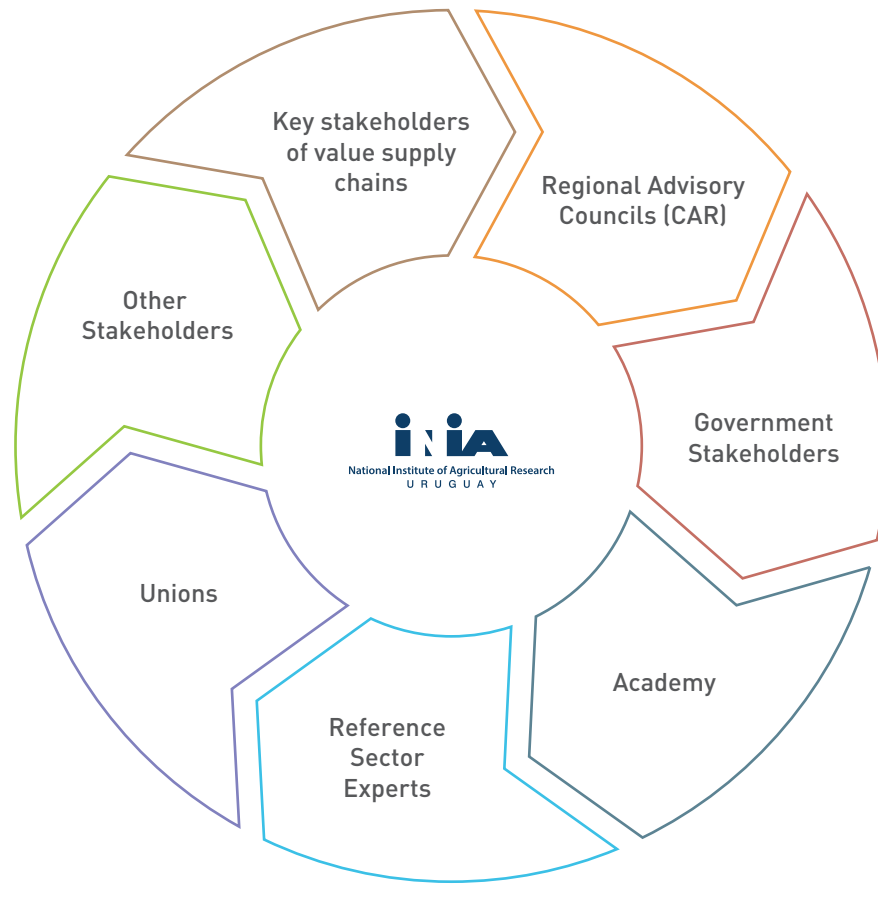 Key stakeholders
of value supply
chains
Regional Advisory
Councils (CAR)
Other
Stakeholders
Government
Stakeholders
iNiA
National Institute of Agricultural Research
URUGUAY
Unions
Academy
Reference
Sector
Experts